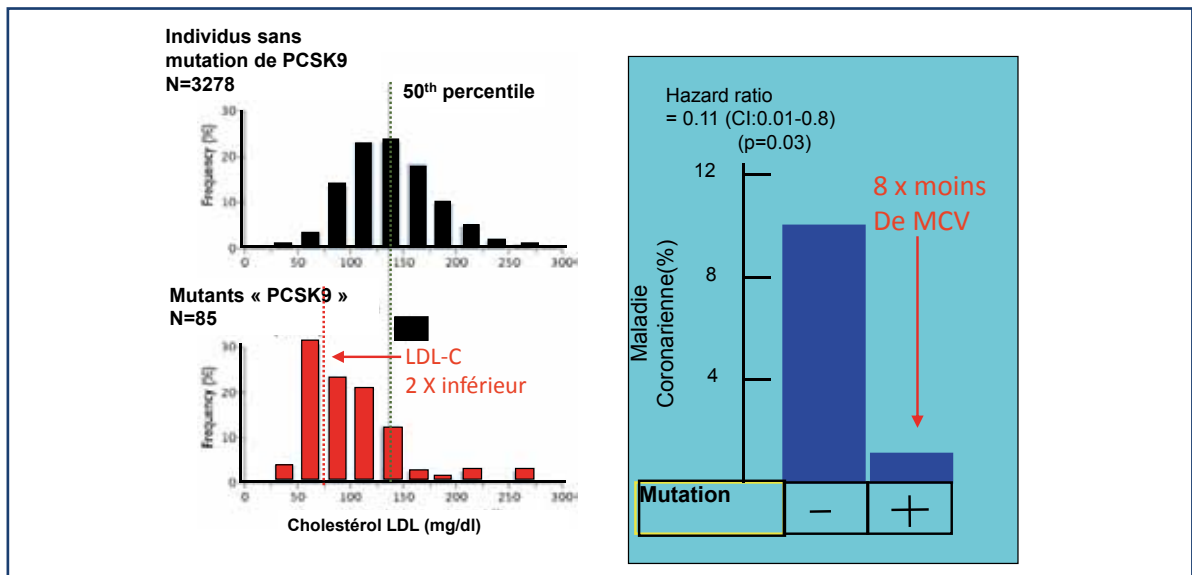 Individus sans
mutation de PCSK9
N=3278
50th percentile
Frequency [%]
30
20
10
0
0 50 100 150 200 250 300
Mutants « PCSK9 »
N=85
LDL-C
2 X inférieur
Frequency [%]
30
20
10
0
0 50 100 150 200 250 300
Cholestérol LDL (mg/dl)
Hazard ratio
= 0.11 (CI:0.01-0.8)
(p=0.03)
Maladie
Coronarienne(%)
12
8
4
8 x moins
De MCV
Mutation
− +